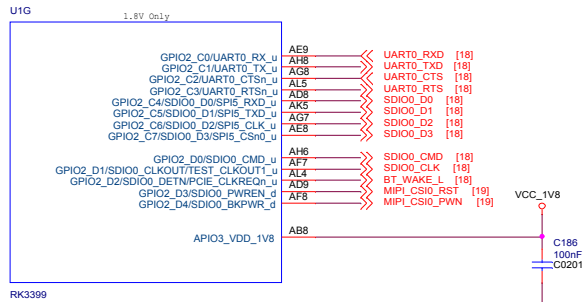 U1G
1.8V Only
GPIO2_C0/UART0_RX_u AE9 UART0_RXD [18]
GPIO2_C1/UART0_TX_u AH8 UART0_TXD [18]
GPIO2_C2/UART0_CTSn_u AG8 UART0_CTS [18]
GPIO2_C3/UART0_RTSn_u AL5 UART0_RTS [18]
GPIO2_C4/SDIO0_D0/SPI5_RXD_u AD8 SDIO0_D0 [18]
GPIO2_C5/SDIO0_D1/SPI5_TXD_u AK5 SDIO0_D1 [18]
GPIO2_C6/SDIO0_D2/SPI5_CLK_u AG7 SDIO0_D2 [18]
GPIO2_C7/SDIO0_D3/SPI5_CSn0_u AE8 SDIO0_D3 [18]
GPIO2_D0/SDIO0_CMD_u AH6 SDIO0_CMD [18]
GPIO2_D1/SDIO0_CLKOUT/TEST_CLKOUT1_u AF7 SDIO0_CLK [18]
GPIO2_D2/SDIO0_DETN/PCIE_CLKREQn_u AL4 BT_WAKE_L [18]
GPIO2_D3/SDIO0_PWREN_d AD9 MIPI_CSI0_RST [19]
GPIO2_D4/SDIO0_BKPWR_d AF8 MIPI_CSI0_PWN [19]
VCC_1V8
APIO3_VDD_1V8 AB8
C186
100nF
C0201
RK3399